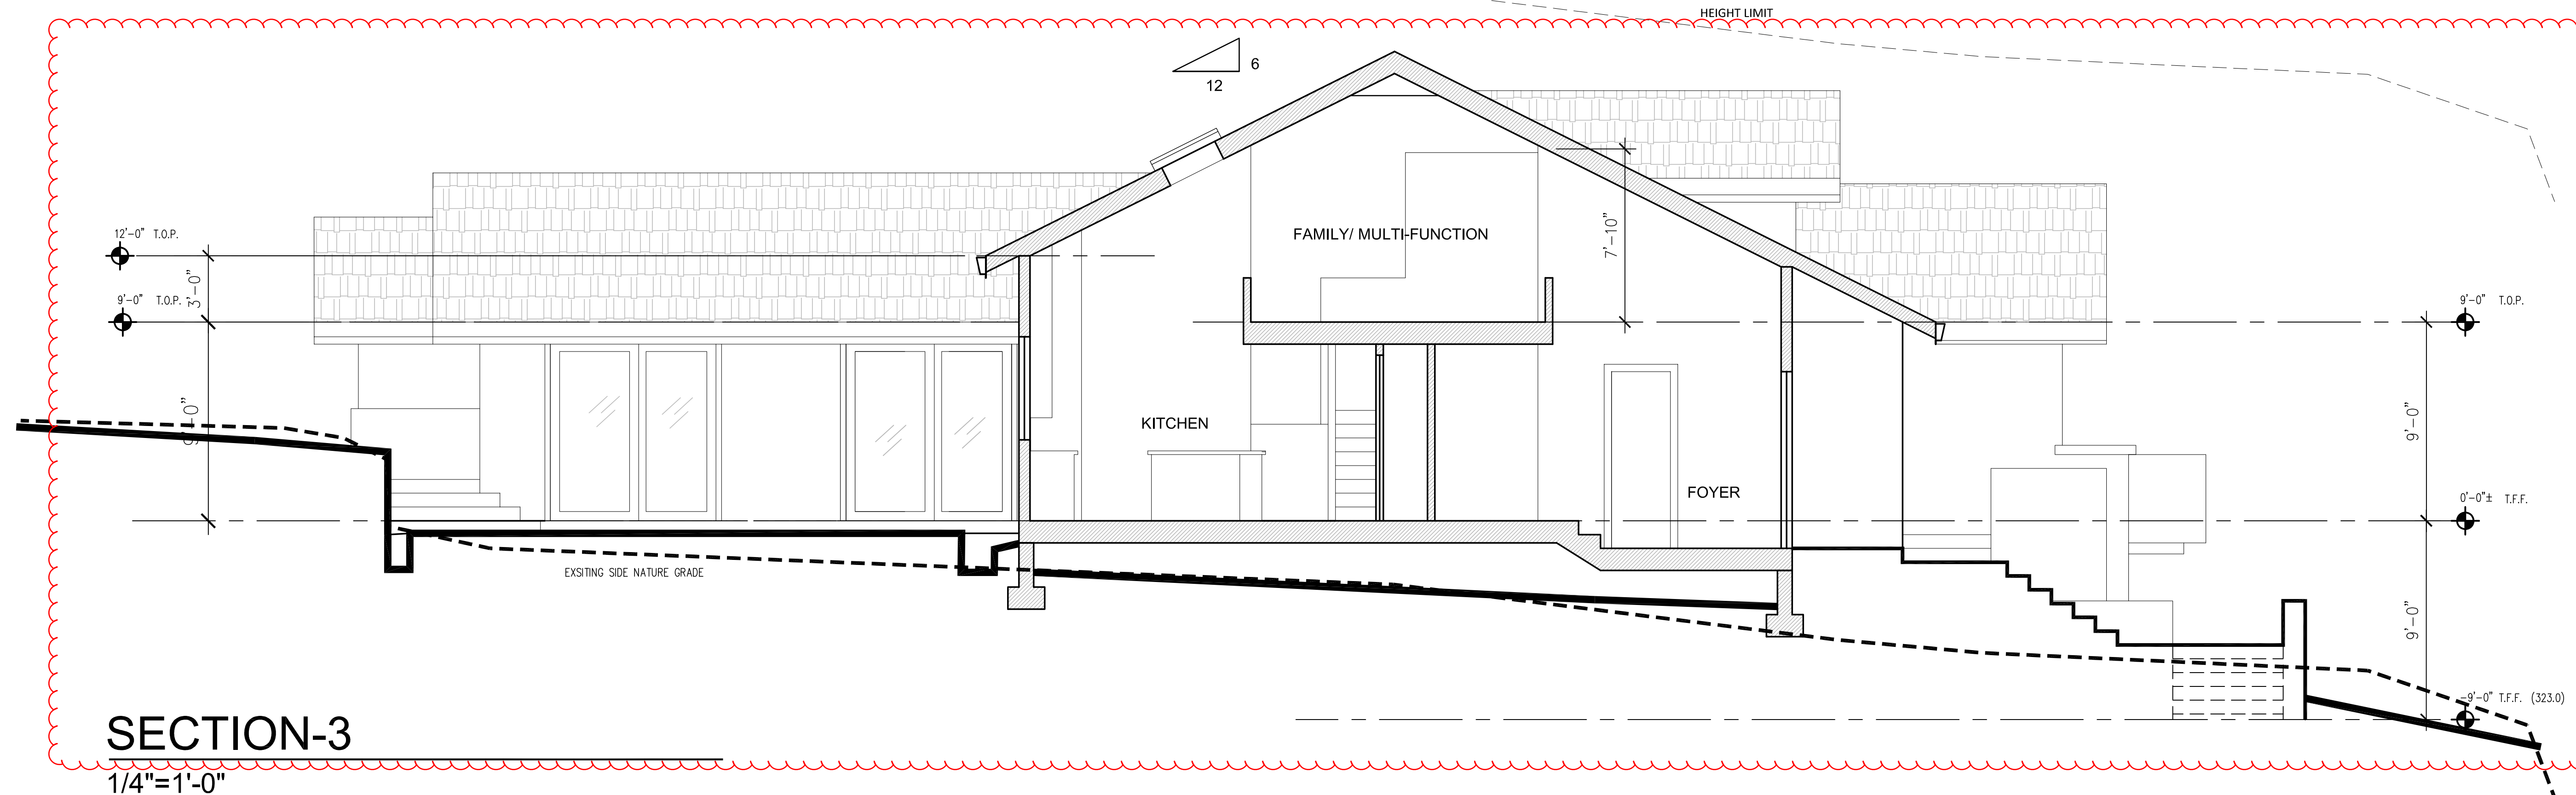 HEIGHT LIMIT
6
12
12'-0" T.O.P.
3'-0"
9'-0" T.O.P.
9'-0"
FAMILY/ MULTI-FUNCTION
7'-10"
9'-0" T.O.P.
KITCHEN
9'-0"
FOYER
0'-0"± T.F.F.
EXSITING SIDE NATURE GRADE
9'-0"
-9'-0" T.F.F. (323.0)
SECTION-3
1/4"=1'-0"